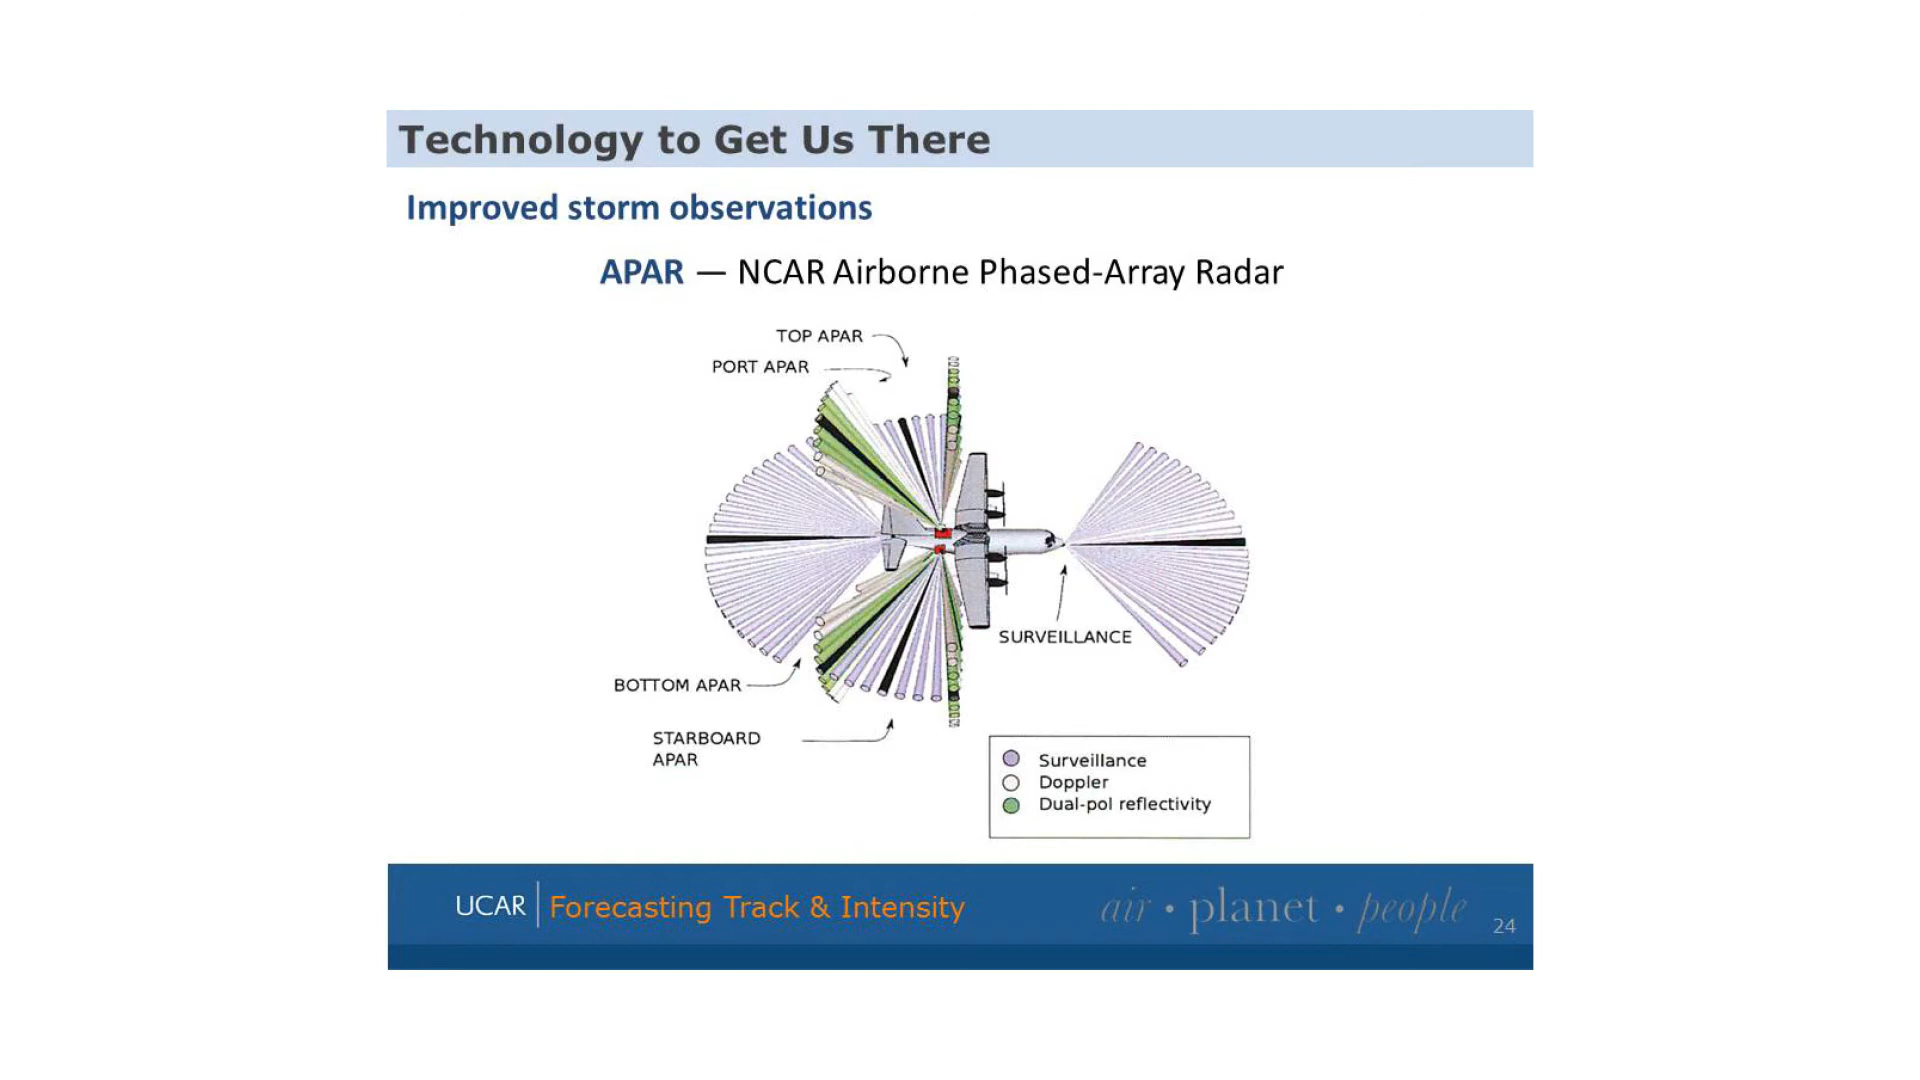 Technology to Get Us There
Improved storm observations
APAR — NCAR Airborne Phased-Array Radar
TOP APAR
PORT APAR
SURVEILLANCE
BOTTOM APAR
STARBOARD
APAR
Surveillance
Doppler
Dual-pol reflectivity
UCAR Forecasting Track & Intensity
air • planet • people
24